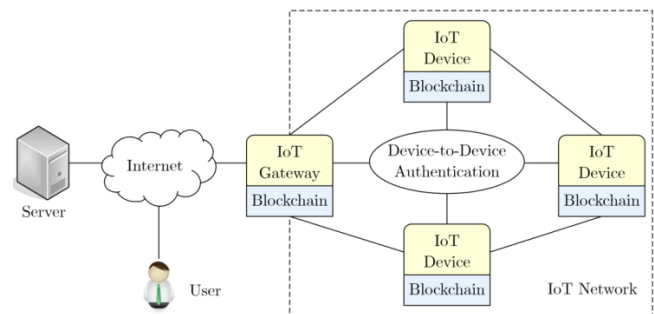 IoT
Device
Blockchain
Server
Internet
User
IoT
Gateway
Blockchain
Device-to-Device
Authentication
IoT
Device
Blockchain
IoT
Device
Blockchain
IoT Network